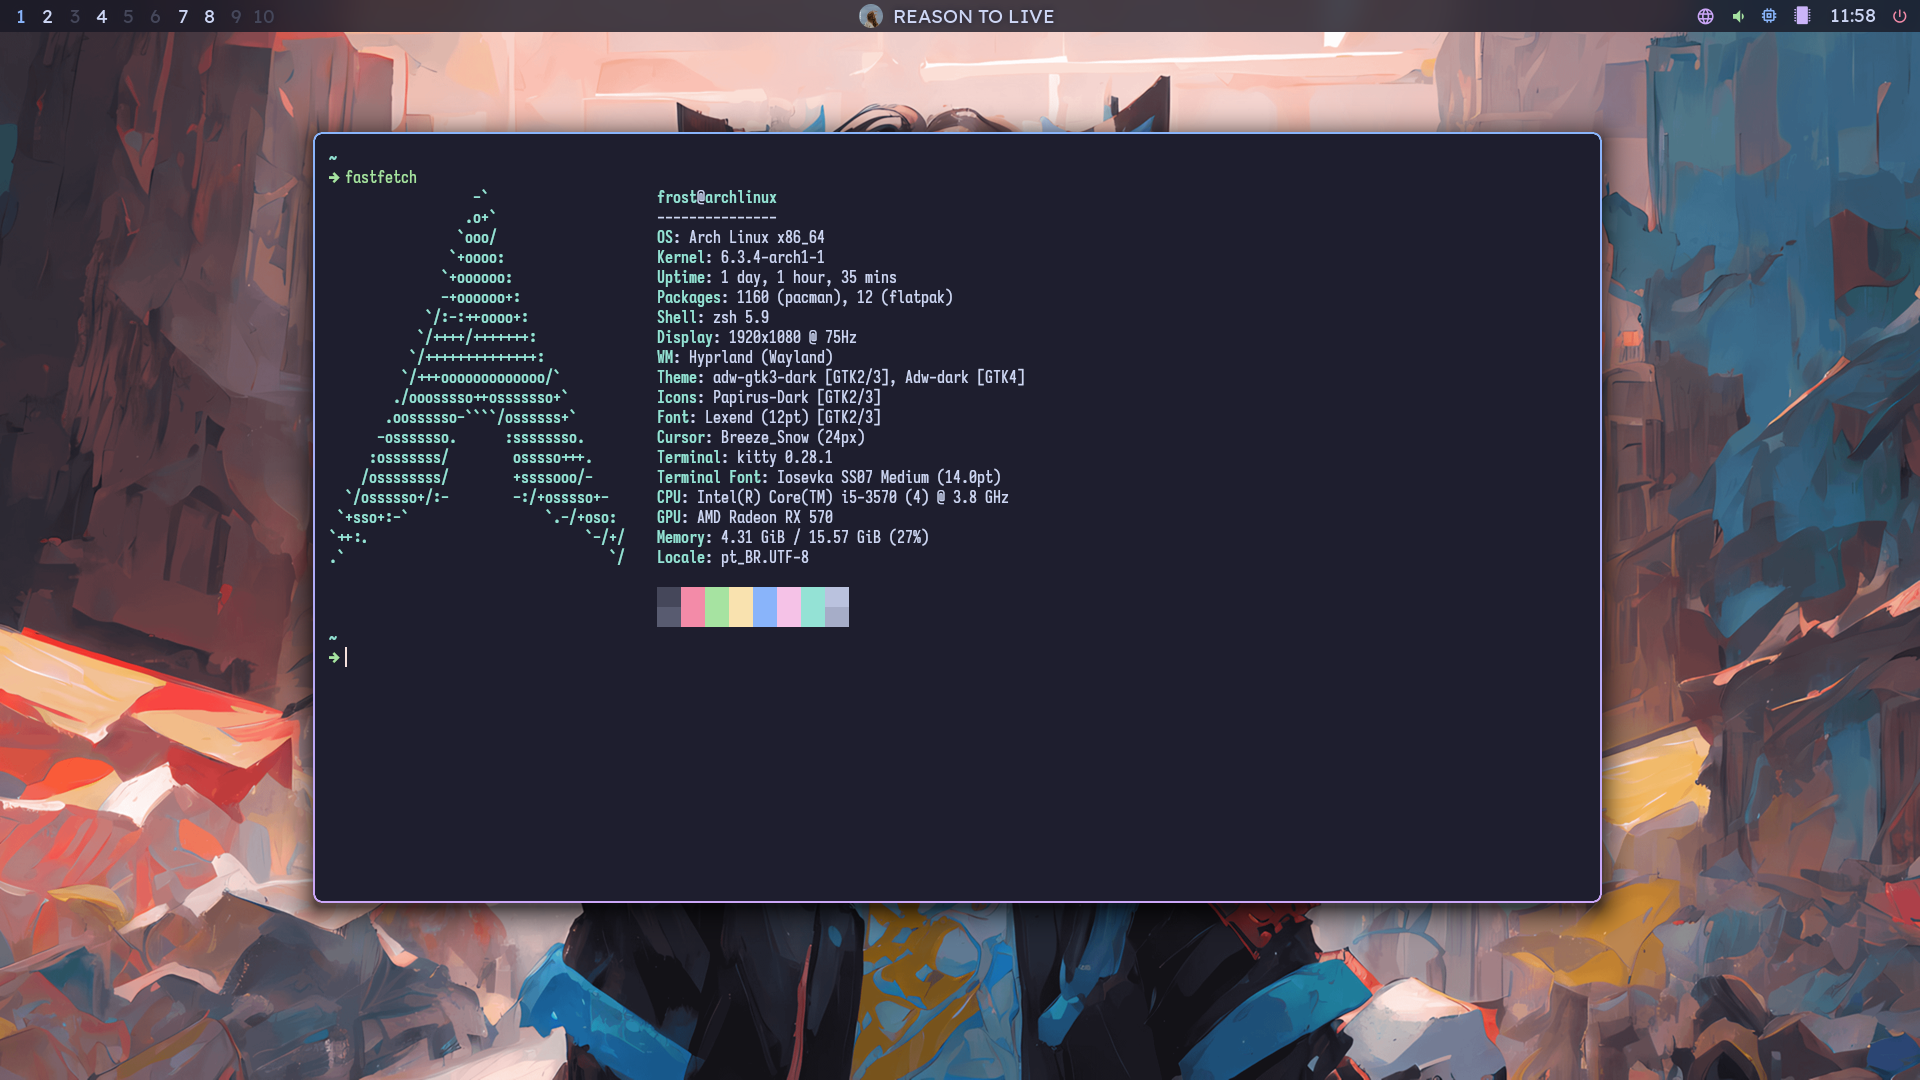 1 2 3 4 5 6 7 8 9 10 REASON TO LIVE 11:58
~
➜ fastfetch
-`
.o+`
`ooo/
`+oooo:
`+oooooo:
-+oooooo+:
`/:-:++oooo+:
`/++++/+++++++:
`/++++++++++++++:
`/+++ooooooooooooo/`
./ooosssso++osssssso+`
.oossssso-````/ossssss+`
-osssssso. :ssssssso.
:osssssss/ osssso+++.
/ossssssss/ +ssssooo/-
`/ossssso+/:- -:/+osssso+-
`+sso+:-` `.-/+oso:
`++:. `-/+/
.` `/
frost@archlinux
---------------
OS: Arch Linux x86_64
Kernel: 6.3.4-arch1-1
Uptime: 1 day, 1 hour, 35 mins
Packages: 1160 (pacman), 12 (flatpak)
Shell: zsh 5.9
Display: 1920x1080 @ 75Hz
WM: Hyprland (Wayland)
Theme: adw-gtk3-dark [GTK2/3], Adw-dark [GTK4]
Icons: Papirus-Dark [GTK2/3]
Font: Lexend (12pt) [GTK2/3]
Cursor: Breeze_Snow (24px)
Terminal: kitty 0.28.1
Terminal Font: Iosevka SS07 Medium (14.0pt)
CPU: Intel(R) Core(TM) i5-3570 (4) @ 3.8 GHz
GPU: AMD Radeon RX 570
Memory: 4.31 GiB / 15.57 GiB (27%)
Locale: pt_BR.UTF-8
~
➜